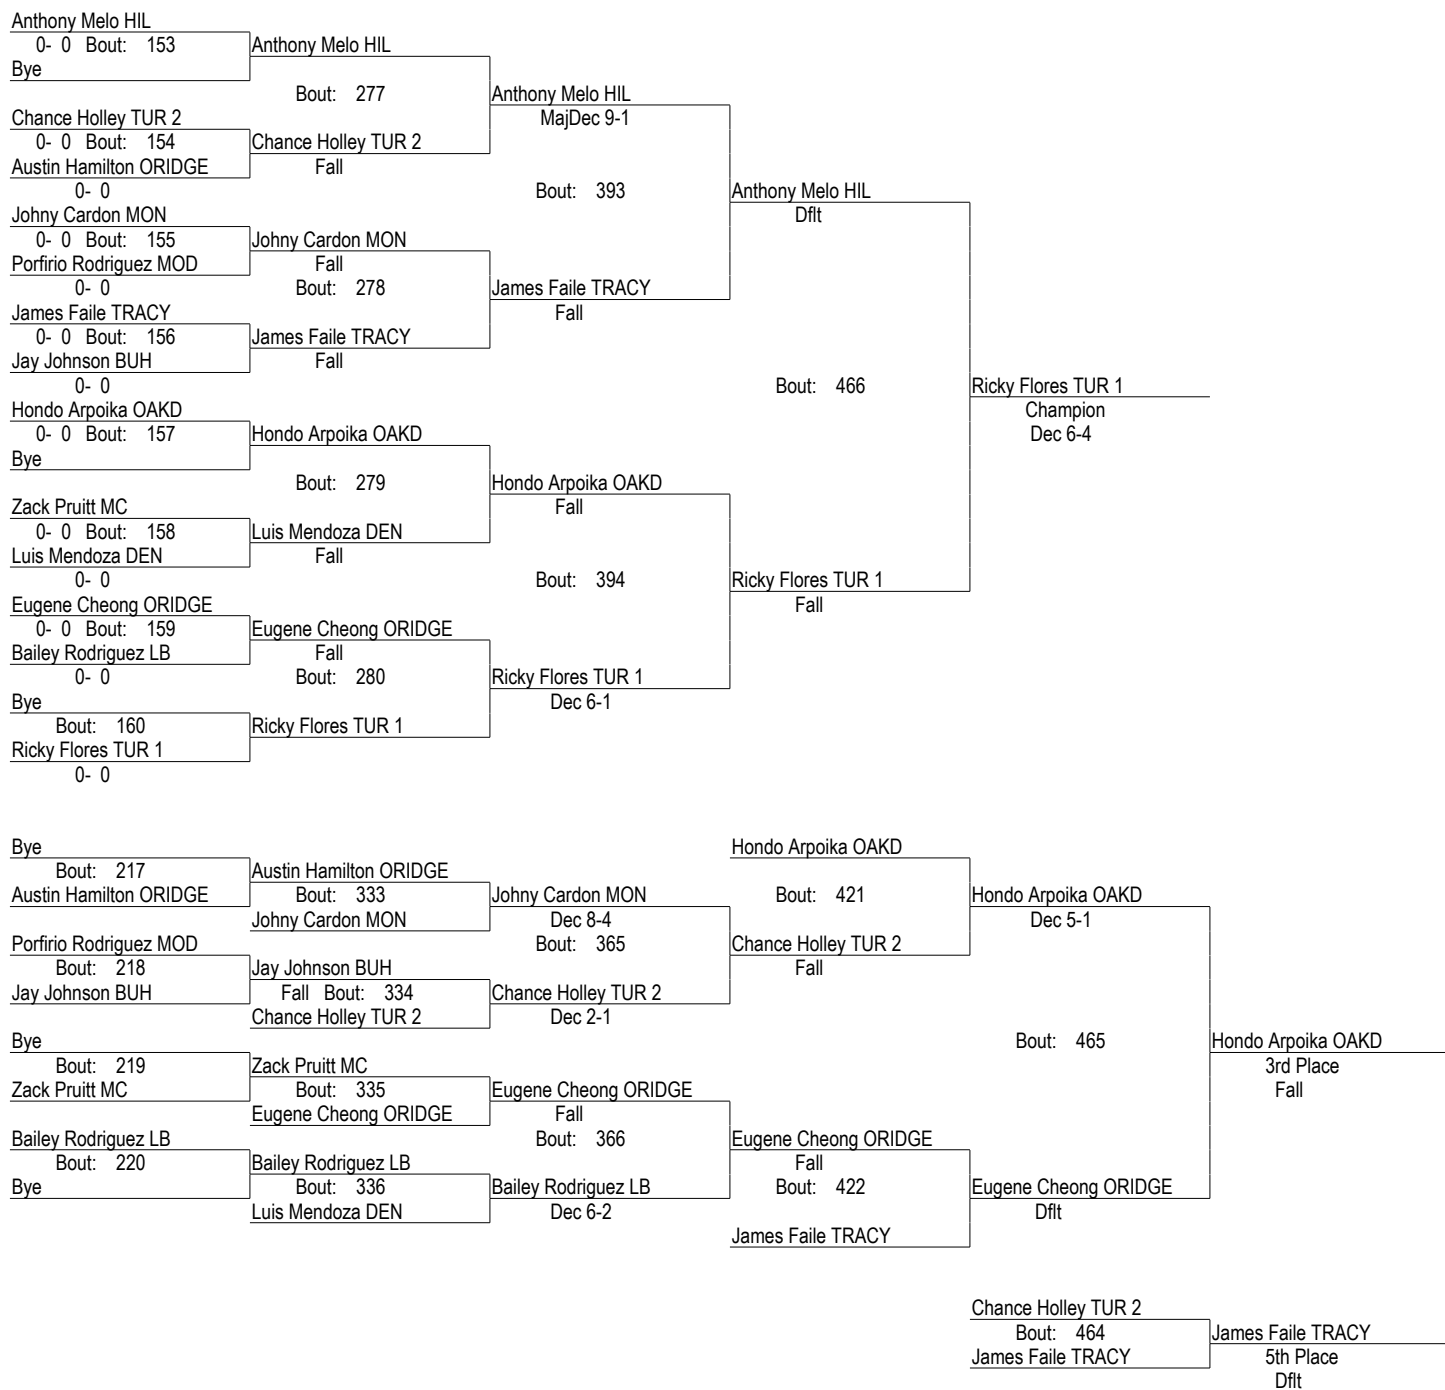 Anthony Melo HIL
0- 0 Bout: 153 Anthony Melo HIL
Bye
Bout: 277 Anthony Melo HIL
Chance Holley TUR 2 MajDec 9-1
0- 0 Bout: 154 Chance Holley TUR 2
Austin Hamilton ORIDGE Fall
0- 0 Bout: 393 Anthony Melo HIL
Johny Cardon MON Dflt
0- 0 Bout: 155 Johny Cardon MON
Porfirio Rodriguez MOD Fall
0- 0 Bout: 278 James Faile TRACY
James Faile TRACY Fall
0- 0 Bout: 156 James Faile TRACY
Jay Johnson BUH Fall
0- 0 Bout: 466 Ricky Flores TUR 1
Hondo Arpoika OAKD Champion
0- 0 Bout: 157 Hondo Arpoika OAKD Dec 6-4
Bye
Bout: 279 Hondo Arpoika OAKD
Zack Pruitt MC Fall
0- 0 Bout: 158 Luis Mendoza DEN
Luis Mendoza DEN Fall
0- 0 Bout: 394 Ricky Flores TUR 1
Eugene Cheong ORIDGE Fall
0- 0 Bout: 159 Eugene Cheong ORIDGE
Bailey Rodriguez LB Fall
0- 0 Bout: 280 Ricky Flores TUR 1
Bye Dec 6-1
Bout: 160 Ricky Flores TUR 1
Ricky Flores TUR 1
0- 0
Bye Hondo Arpoika OAKD
Bout: 217 Austin Hamilton ORIDGE
Austin Hamilton ORIDGE Bout: 333 Johny Cardon MON Bout: 421 Hondo Arpoika OAKD
Johny Cardon MON Dec 8-4 Dec 5-1
Porfirio Rodriguez MOD Bout: 365 Chance Holley TUR 2
Bout: 218 Jay Johnson BUH Fall
Jay Johnson BUH Fall Bout: 334 Chance Holley TUR 2
Chance Holley TUR 2 Dec 2-1
Bye Bout: 465 Hondo Arpoika OAKD
Bout: 219 Zack Pruitt MC 3rd Place
Zack Pruitt MC Bout: 335 Eugene Cheong ORIDGE Fall
Eugene Cheong ORIDGE Fall
Bailey Rodriguez LB Bout: 366 Eugene Cheong ORIDGE
Bout: 220 Bailey Rodriguez LB Fall
Bye Bout: 336 Bailey Rodriguez LB Bout: 422 Eugene Cheong ORIDGE
Luis Mendoza DEN Dec 6-2 Dflt
James Faile TRACY
Chance Holley TUR 2
Bout: 464 James Faile TRACY
James Faile TRACY 5th Place
Dflt